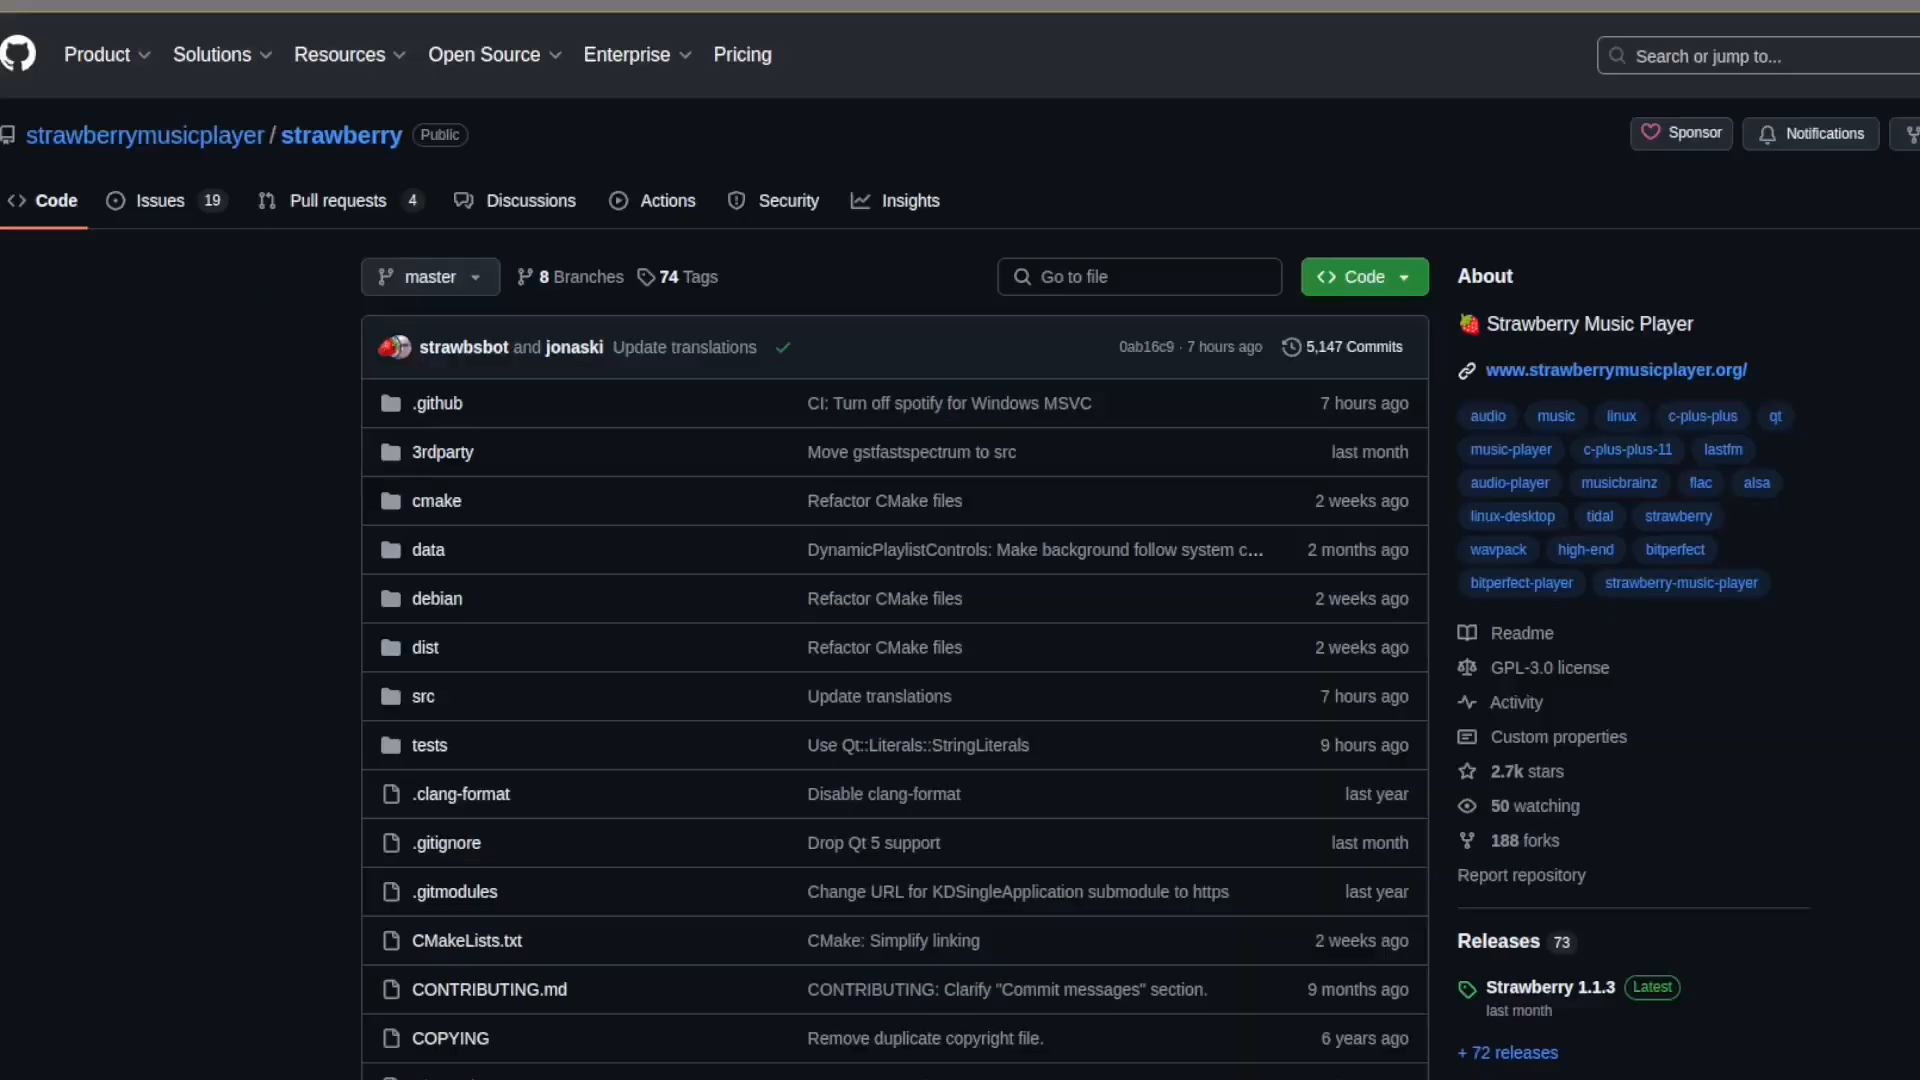 Product Solutions Resources Open Source Enterprise Pricing Search or jump to...
strawberrymusicplayer / strawberry Public Sponsor Notifications
Code Issues 19 Pull requests 4 Discussions Actions Security Insights
master 8 Branches 74 Tags Go to file Code
strawbsbot and jonaski Update translations 0ab16c9 · 7 hours ago 5,147 Commits
.github CI: Turn off spotify for Windows MSVC 7 hours ago
3rdparty Move gstfastspectrum to src last month
cmake Refactor CMake files 2 weeks ago
data DynamicPlaylistControls: Make background follow system c... 2 months ago
debian Refactor CMake files 2 weeks ago
dist Refactor CMake files 2 weeks ago
src Update translations 7 hours ago
tests Use Qt::Literals::StringLiterals 9 hours ago
.clang-format Disable clang-format last year
.gitignore Drop Qt 5 support last month
.gitmodules Change URL for KDSingleApplication submodule to https last year
CMakeLists.txt CMake: Simplify linking 2 weeks ago
CONTRIBUTING.md CONTRIBUTING: Clarify "Commit messages" section. 9 months ago
COPYING Remove duplicate copyright file. 6 years ago
About
🍓 Strawberry Music Player
www.strawberrymusicplayer.org/
audio music linux c-plus-plus qt
music-player c-plus-plus-11 lastfm
audio-player musicbrainz flac alsa
linux-desktop tidal strawberry
wavpack high-end bitperfect
bitperfect-player strawberry-music-player
Readme
GPL-3.0 license
Activity
Custom properties
2.7k stars
50 watching
188 forks
Report repository
Releases 73
Strawberry 1.1.3 Latest
last month
+ 72 releases